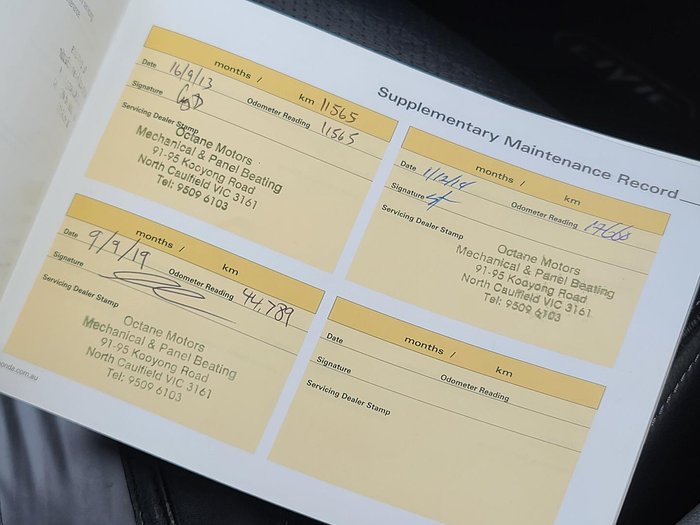 Supplementary Maintenance Record
months / km 11565
Date 16/9/13
Signature Odometer Reading 11565
Servicing Dealer Stamp
Octane Motors
Mechanical & Panel Beating
91-95 Kooyong Road
North Caulfield VIC 3161
Tel: 9509 6103
months / km
Date 1/12/14
Signature Odometer Reading
Servicing Dealer Stamp
Octane Motors
Mechanical & Panel Beating
91-95 Kooyong Road
North Caulfield VIC 3161
Tel: 9509 6103
months / km
Date 9/9/19
Signature Odometer Reading 44,789
Servicing Dealer Stamp
Octane Motors
Mechanical & Panel Beating
91-95 Kooyong Road
North Caulfield VIC 3161
Tel: 9509 6103
months / km
Date
Signature Odometer Reading
Servicing Dealer Stamp
onda.com.au
CIVIC